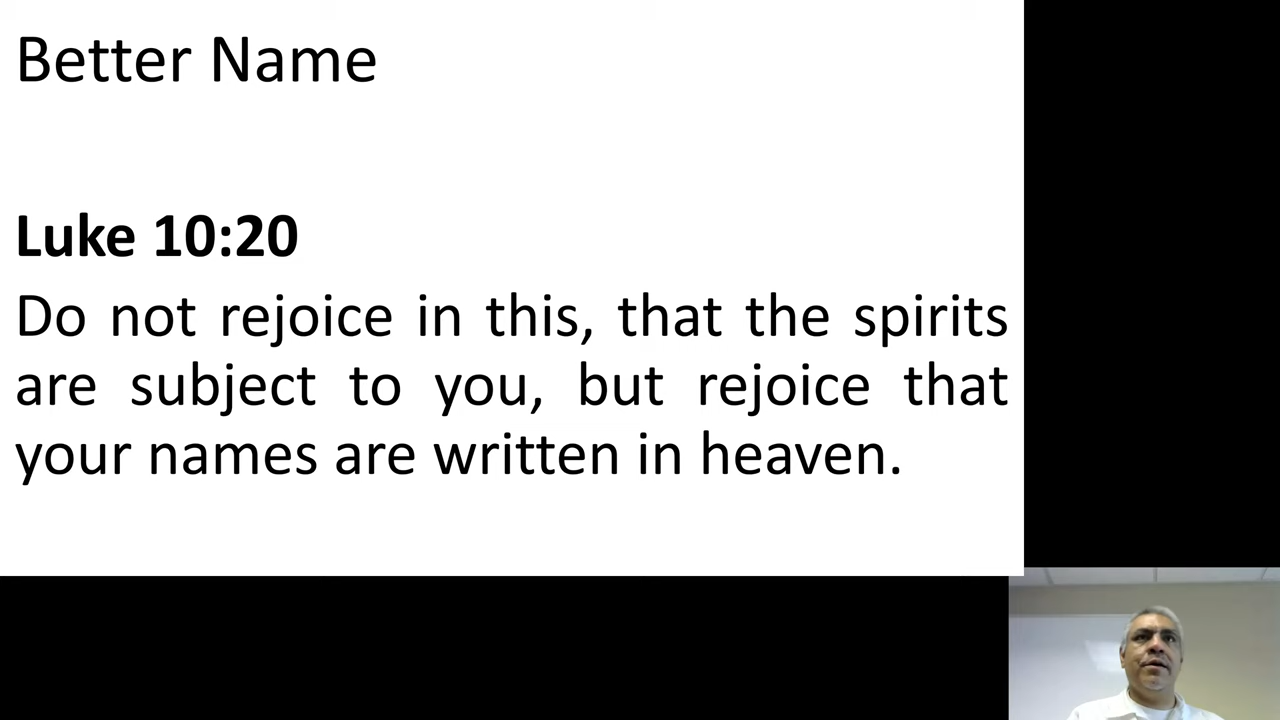 Better Name
Luke 10:20
Do not rejoice in this, that the spirits
are subject to you, but rejoice that
your names are written in heaven.